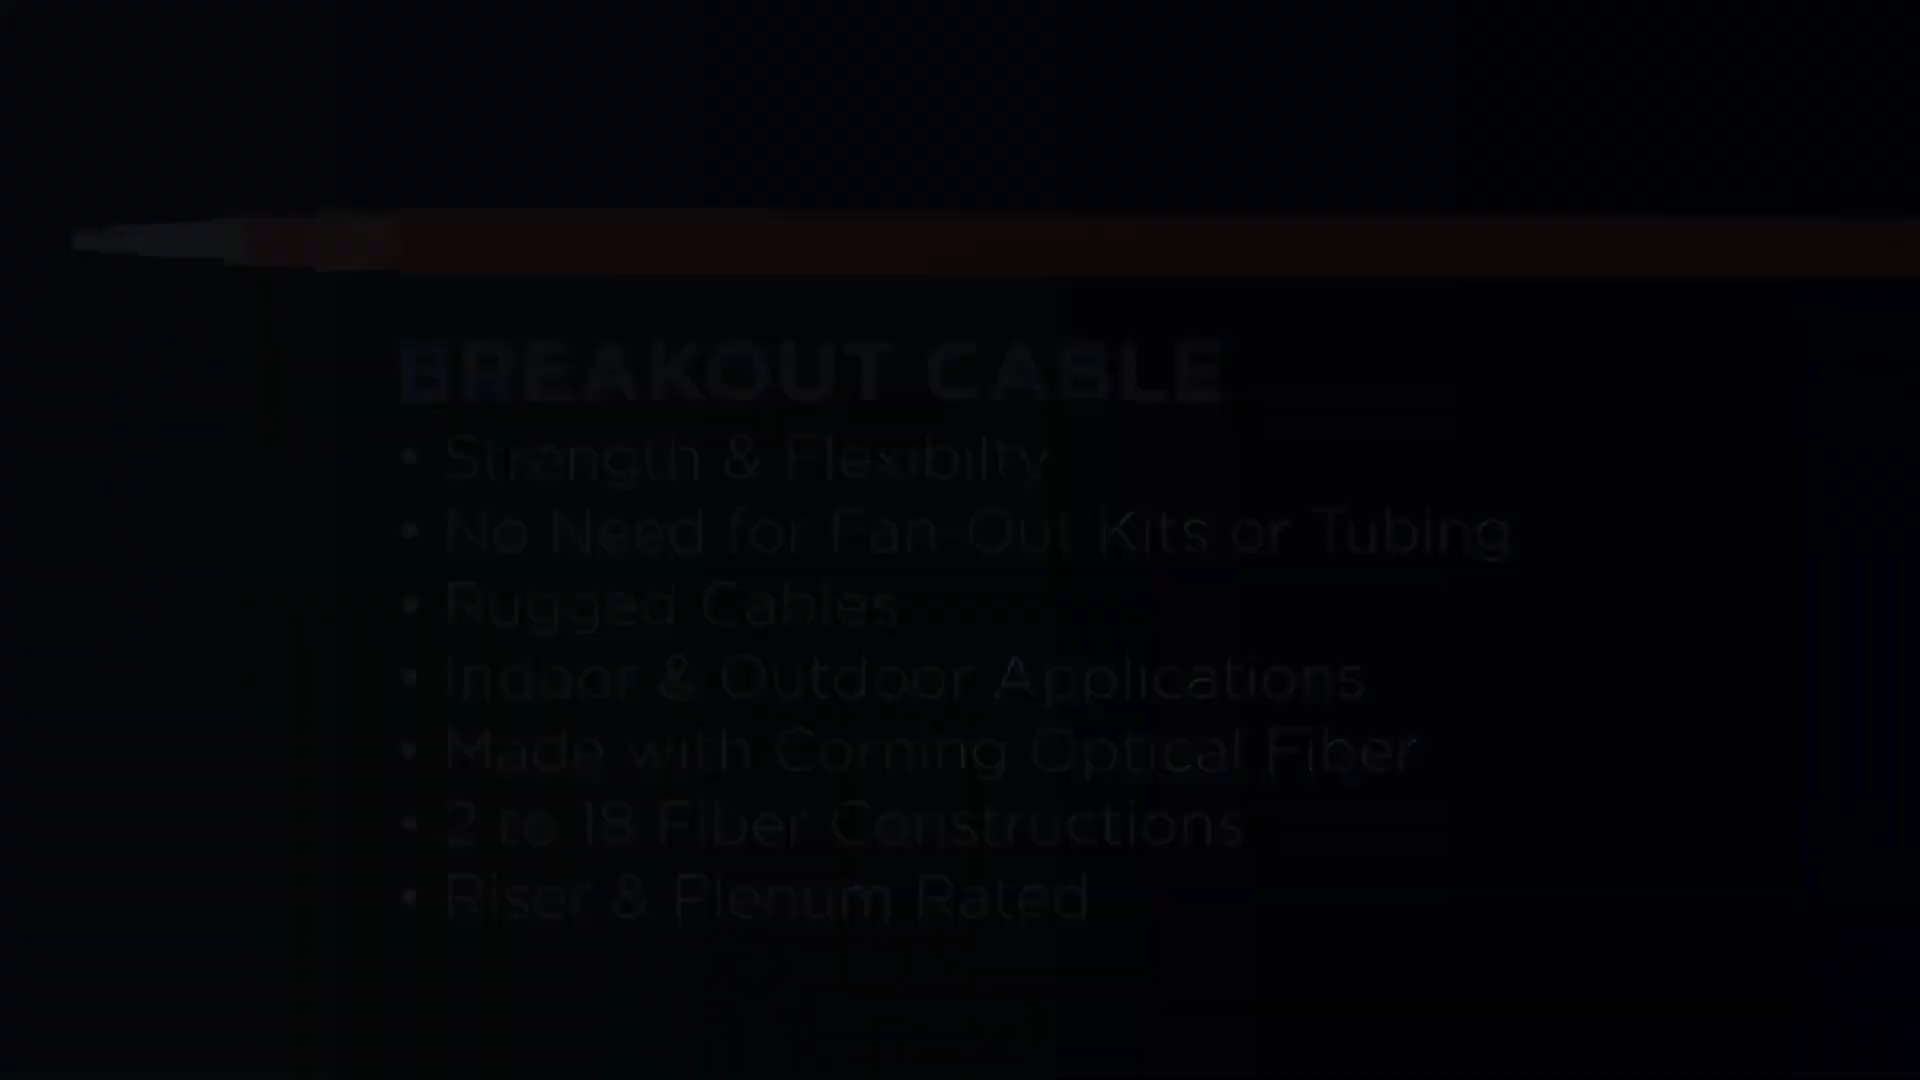 BREAKOUT CABLE
• Strength & Flexibilty
• No Need for Fan-Out Kits or Tubing
• Rugged Cables
• Indoor & Outdoor Applications
• Made with Corning Optical Fiber
• 2 to 18 Fiber Constructions
• Riser & Plenum Rated